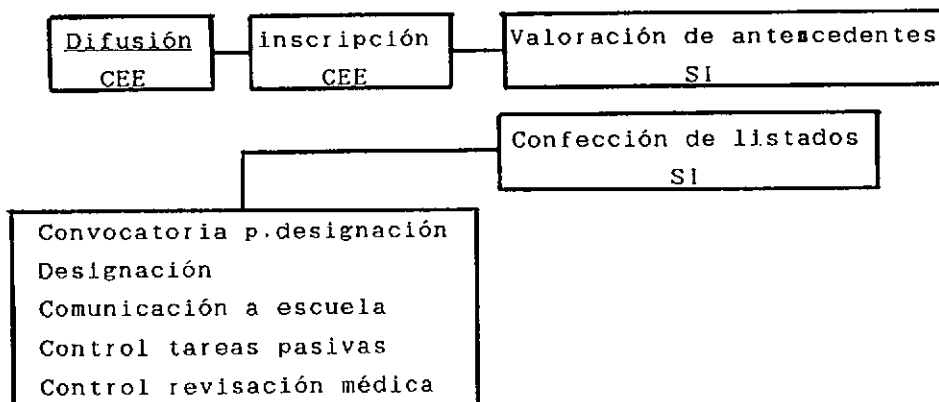 Difusión
CEE
inscripción
CEE
Valoración de antescedentes
SI
Confección de listados
SI
Convocatoria p.designación
Designación
Comunicación a escuela
Control tareas pasivas
Control revisación médica